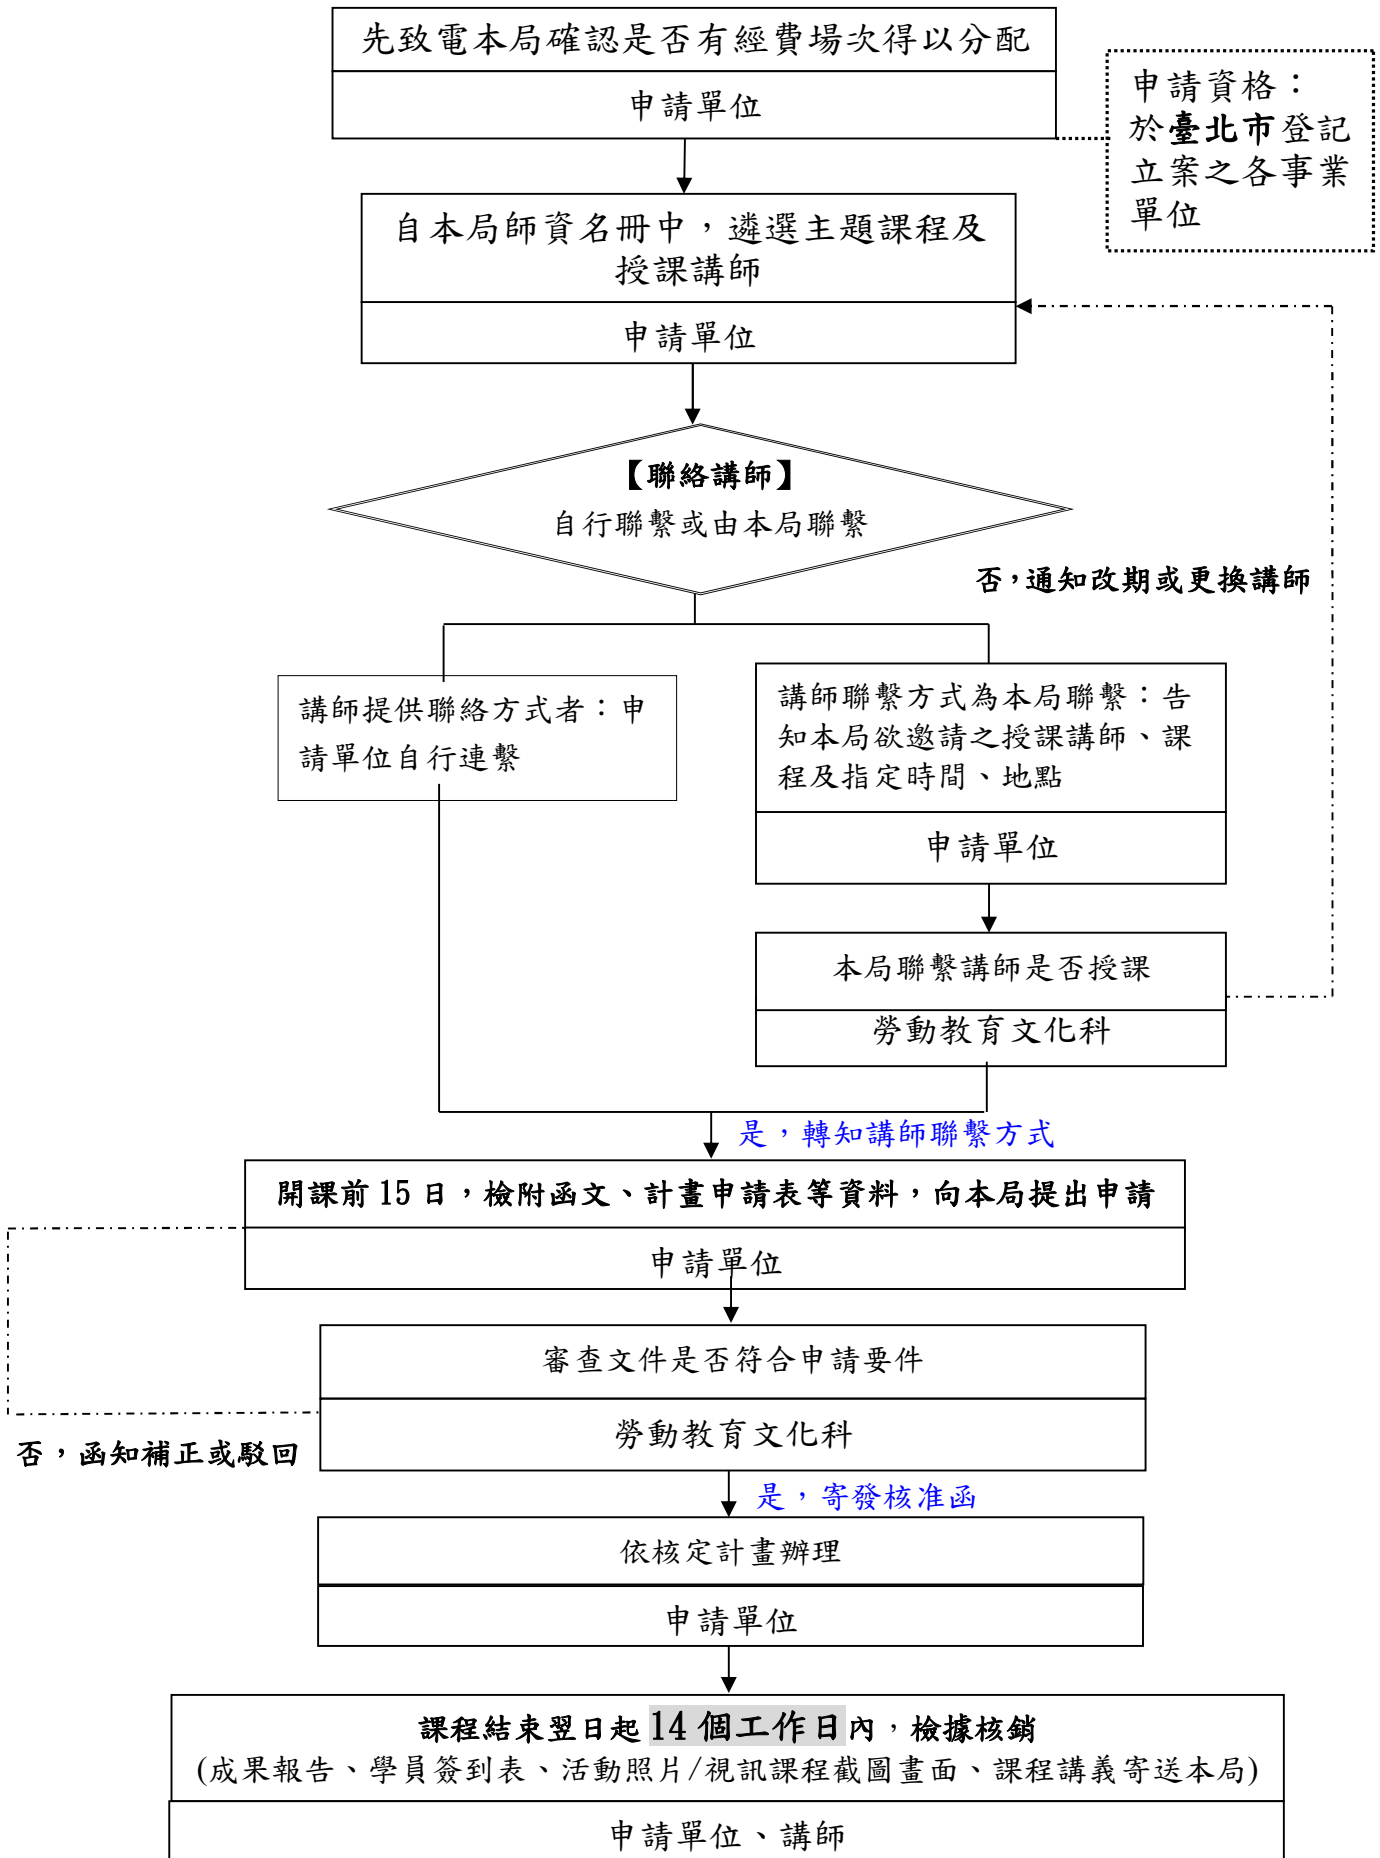 先致電本局確認是否有經費場次得以分配
申請單位
申請資格：
於臺北市登記
立案之各事業
單位
自本局師資名冊中，遴選主題課程及
授課講師
申請單位
【聯絡講師】
自行聯繫或由本局聯繫
否，通知改期或更換講師
講師提供聯絡方式者：申
請單位自行連繫
講師聯繫方式為本局聯繫：告
知本局欲邀請之授課講師、課
程及指定時間、地點
申請單位
本局聯繫講師是否授課
勞動教育文化科
是，轉知講師聯繫方式
開課前 15 日，檢附函文、計畫申請表等資料，向本局提出申請
申請單位
審查文件是否符合申請要件
勞動教育文化科
否，函知補正或駁回
是，寄發核准函
依核定計畫辦理
申請單位
課程結束翌日起 14 個工作日內，檢據核銷
(成果報告、學員簽到表、活動照片/視訊課程截圖畫面、課程講義寄送本局)
申請單位、講師